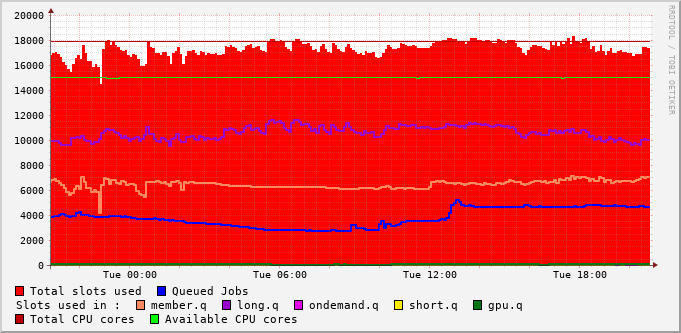 RRDTOOL / TOBI OETIKER
20000
18000
16000
14000
12000
10000
8000
6000
4000
2000
0
Tue 00:00 Tue 06:00 Tue 12:00 Tue 18:00
Total slots used Queued Jobs
Slots used in : member.q long.q ondemand.q short.q gpu.q
Total CPU cores Available CPU cores